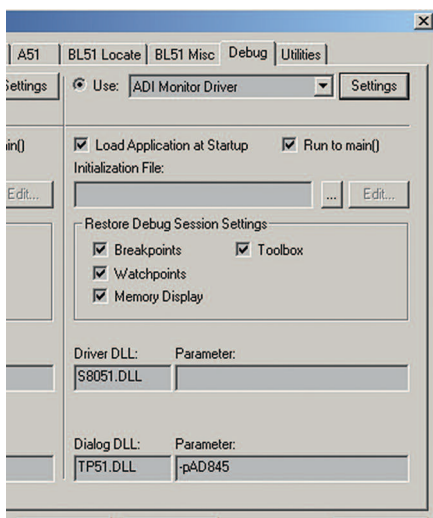 A51 BL51 Locate BL51 Misc Debug Utilities
Settings Use: ADI Monitor Driver Settings
in() Load Application at Startup Run to main()
Initialization File:
Edit... ... Edit...
Restore Debug Session Settings
Breakpoints Toolbox
Watchpoints
Memory Display
Driver DLL: Parameter:
S8051.DLL
Dialog DLL: Parameter:
TP51.DLL -pAD845